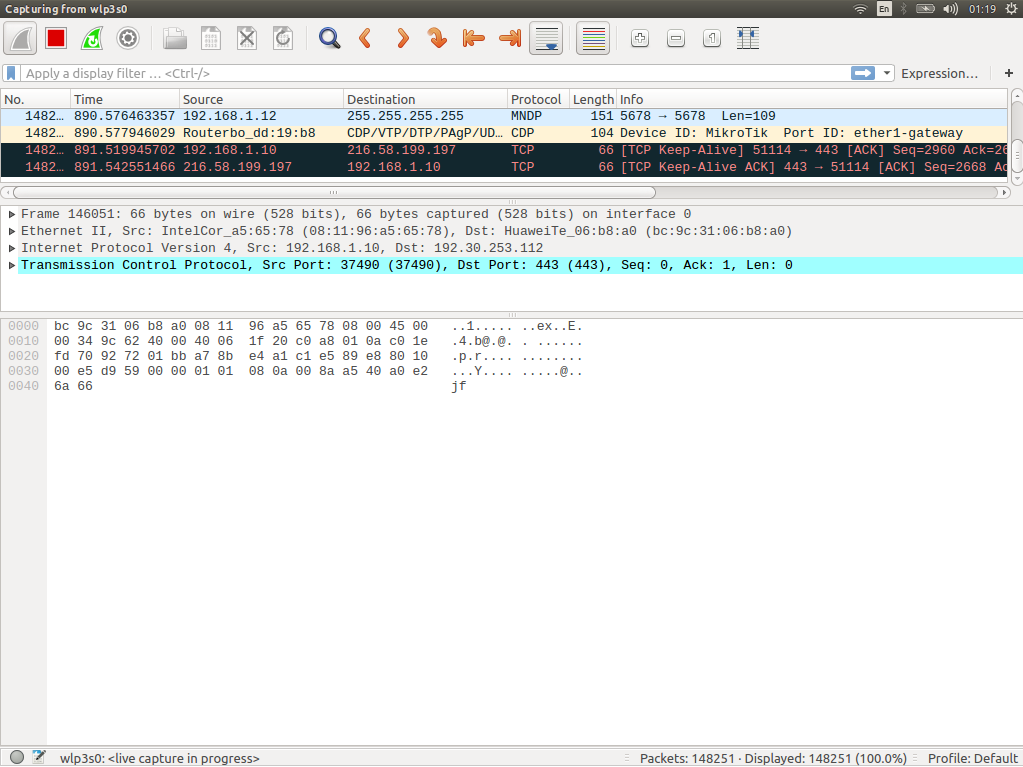 Capturing from wlp3s0
En
01:19
Apply a display filter … <Ctrl-/>
Expression…
+
No. Time Source Destination Protocol Length Info
1482… 890.576463357 192.168.1.12 255.255.255.255 MNDP 151 5678 → 5678 Len=109
1482… 890.577946029 Routerbo_dd:19:b8 CDP/VTP/DTP/PAgP/UD… CDP 104 Device ID: MikroTik Port ID: ether1-gateway
1482… 891.519945702 192.168.1.10 216.58.199.197 TCP 66 [TCP Keep-Alive] 51114 → 443 [ACK] Seq=2960 Ack=26
1482… 891.542551466 216.58.199.197 192.168.1.10 TCP 66 [TCP Keep-Alive ACK] 443 → 51114 [ACK] Seq=2668 Ac
Frame 146051: 66 bytes on wire (528 bits), 66 bytes captured (528 bits) on interface 0
Ethernet II, Src: IntelCor_a5:65:78 (08:11:96:a5:65:78), Dst: HuaweiTe_06:b8:a0 (bc:9c:31:06:b8:a0)
Internet Protocol Version 4, Src: 192.168.1.10, Dst: 192.30.253.112
Transmission Control Protocol, Src Port: 37490 (37490), Dst Port: 443 (443), Seq: 0, Ack: 1, Len: 0
0000 bc 9c 31 06 b8 a0 08 11 96 a5 65 78 08 00 45 00 ..1..... ..ex..E.
0010 00 34 9c 62 40 00 40 06 1f 20 c0 a8 01 0a c0 1e .4.b@.@. . ......
0020 fd 70 92 72 01 bb a7 8b e4 a1 c1 e5 89 e8 80 10 .p.r.... ........
0030 00 e5 d9 59 00 00 01 01 08 0a 00 8a a5 40 a0 e2 ...Y.... .....@..
0040 6a 66 jf
wlp3s0: <live capture in progress>
Packets: 148251 · Displayed: 148251 (100.0%)
Profile: Default